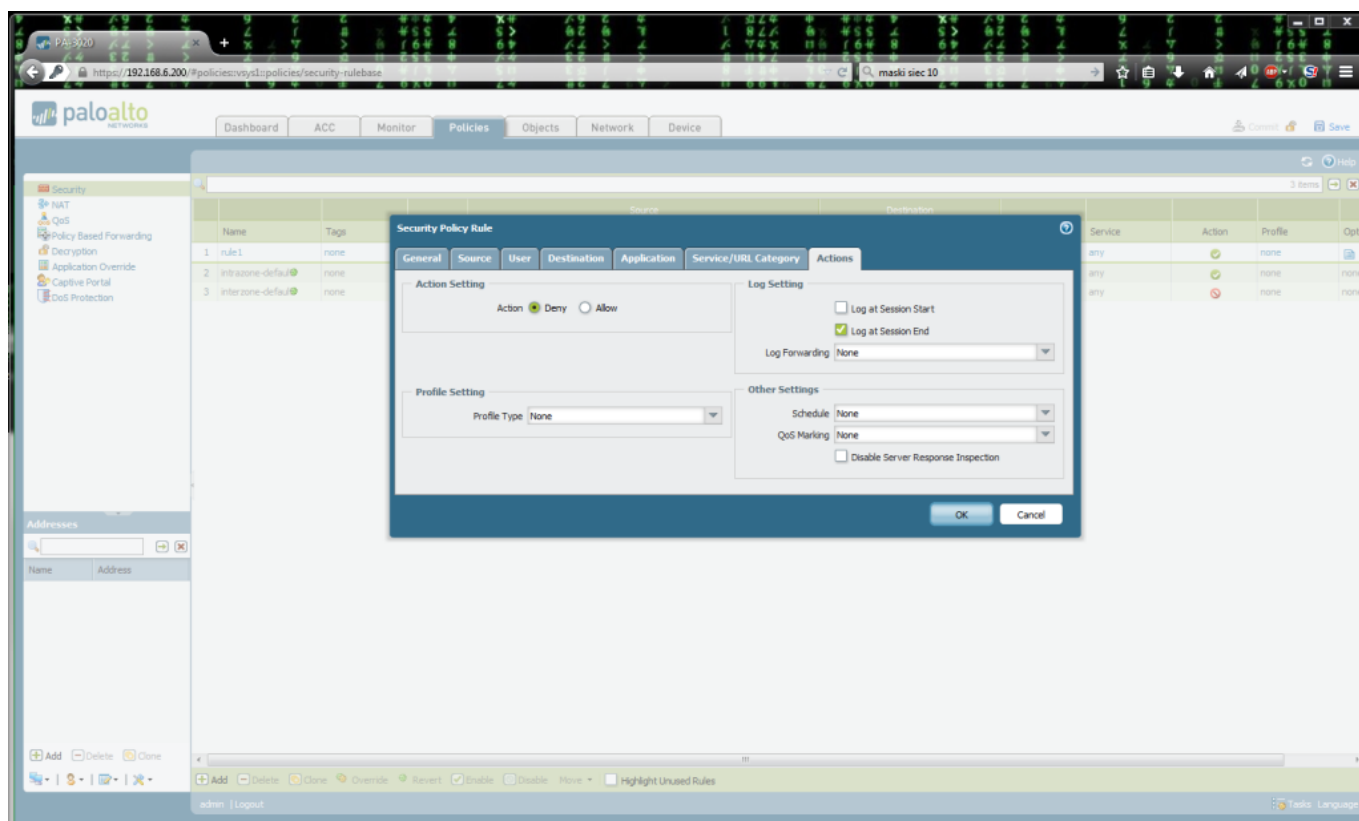 PA-3020
https://192.168.6.200/#policies::vsys1::policies/security-rulebase
maski siec 10
paloalto
NETWORKS
Dashboard ACC Monitor Policies Objects Network Device
Commit Save
Help
3 items
Security
NAT
QoS
Policy Based Forwarding
Decryption
Application Override
Captive Portal
DoS Protection
Source Destination
Name Tags Service Action Profile Opt
1 rule1 none any none
2 intrazone-default none any none non
3 interzone-default none any none non
Security Policy Rule
General Source User Destination Application Service/URL Category Actions
Action Setting
Action Deny Allow
Log Setting
Log at Session Start
Log at Session End
Log Forwarding None
Profile Setting
Profile Type None
Other Settings
Schedule None
QoS Marking None
Disable Server Response Inspection
OK Cancel
Addresses
Name Address
Add Delete Clone
Add Delete Clone Override Revert Enable Disable Move Highlight Unused Rules
admin | Logout
Tasks Language